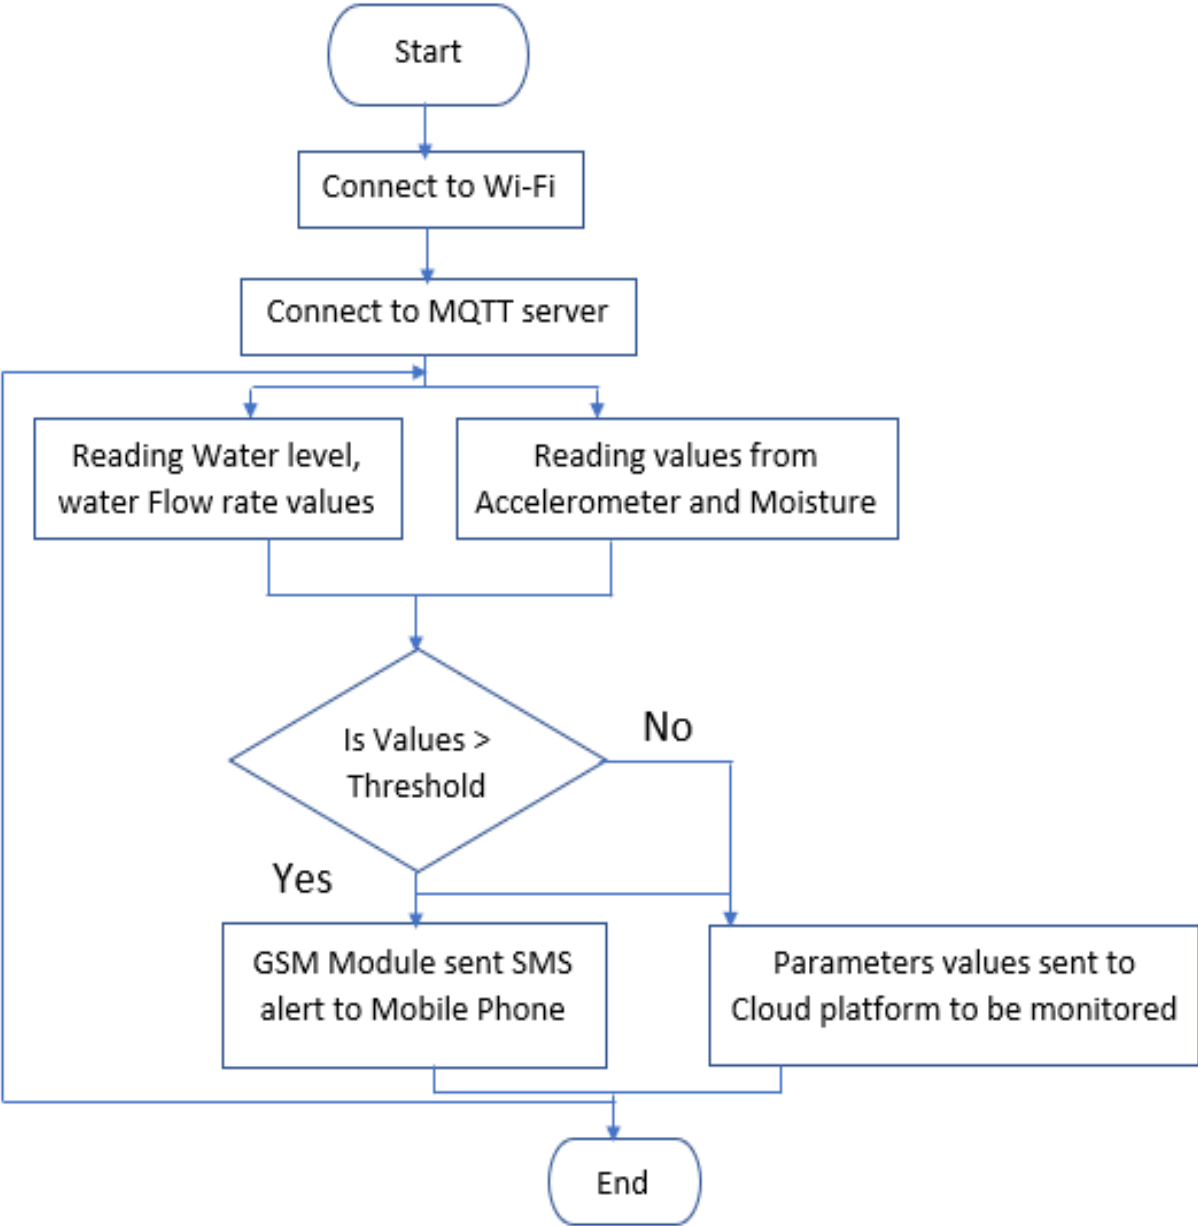 Start
Connect to Wi-Fi
Connect to MQTT server
Reading Water level,
water Flow rate values
Reading values from
Accelerometer and Moisture
Is Values >
Threshold
No
Yes
GSM Module sent SMS
alert to Mobile Phone
Parameters values sent to
Cloud platform to be monitored
End